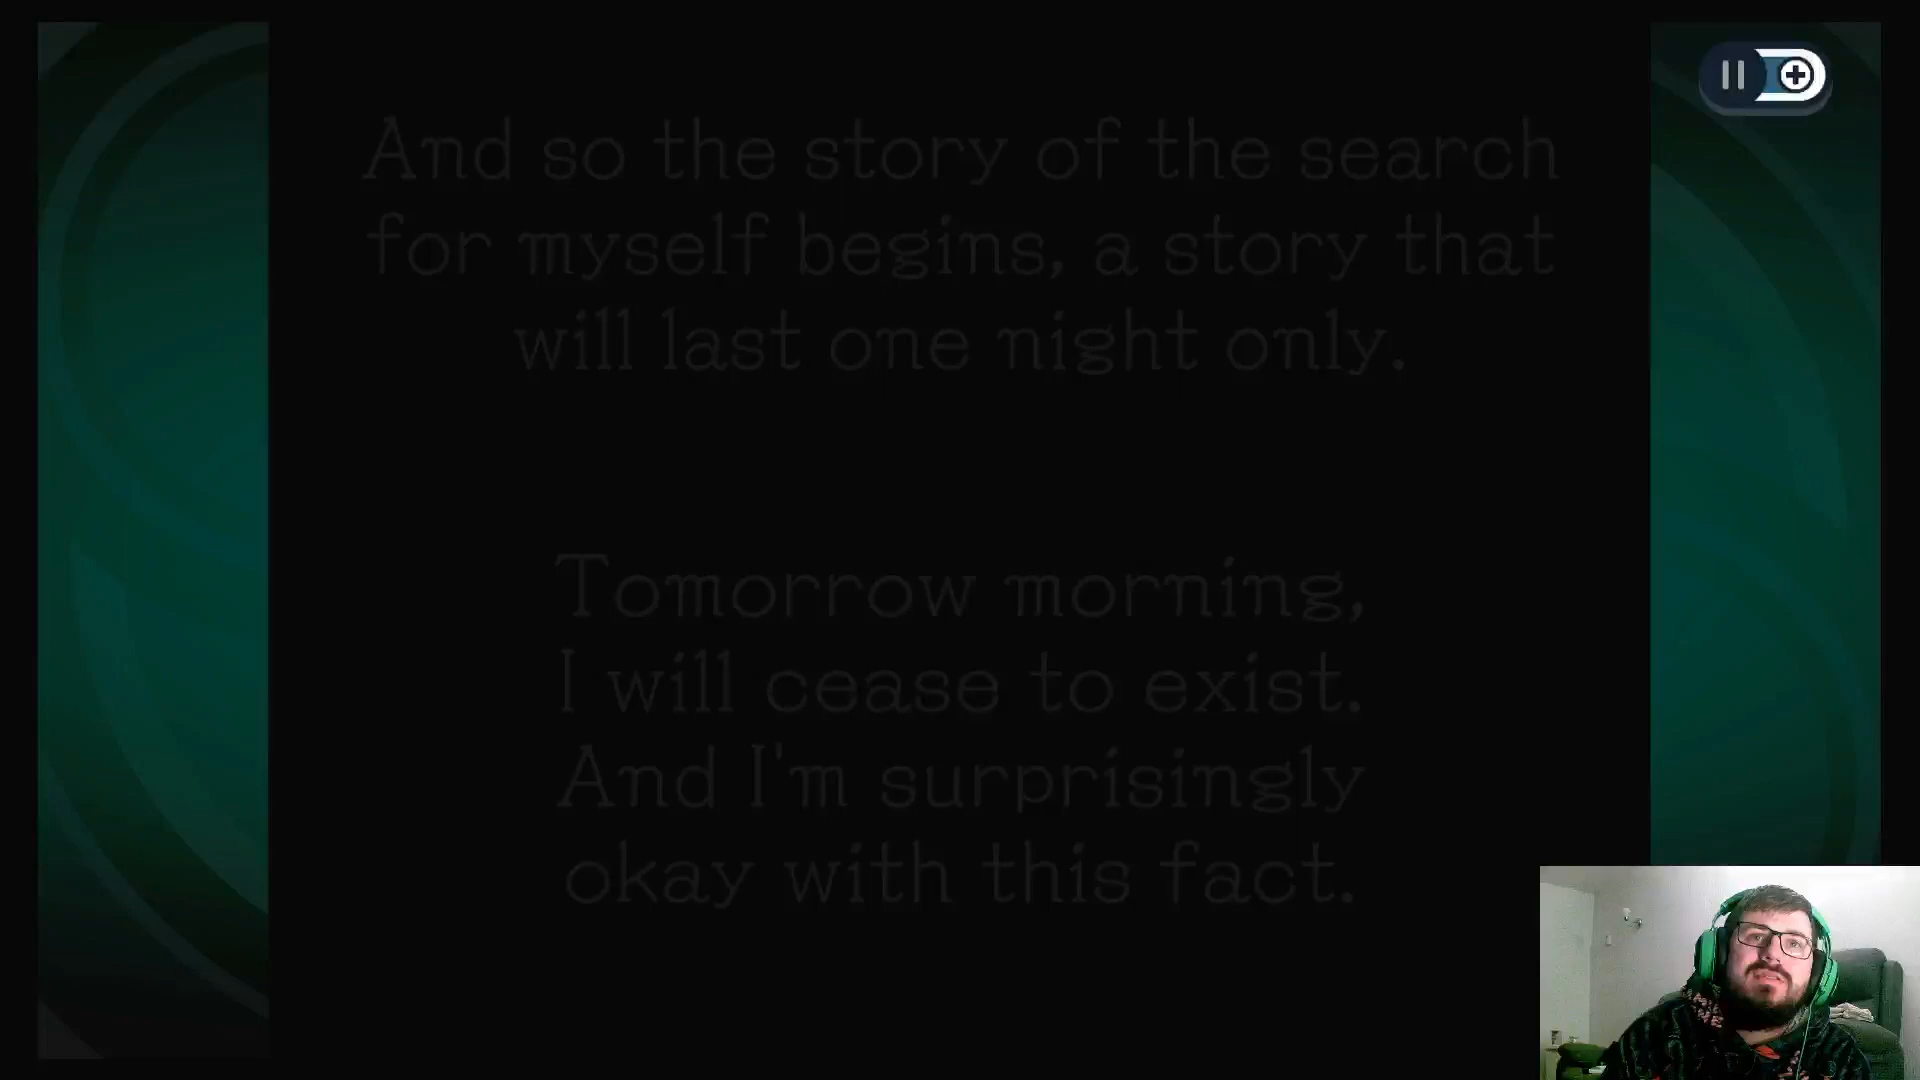 And so the story of the search
for myself begins, a story that
will last one night only.
Tomorrow morning,
I will cease to exist.
And I'm surprisingly
okay with this fact.